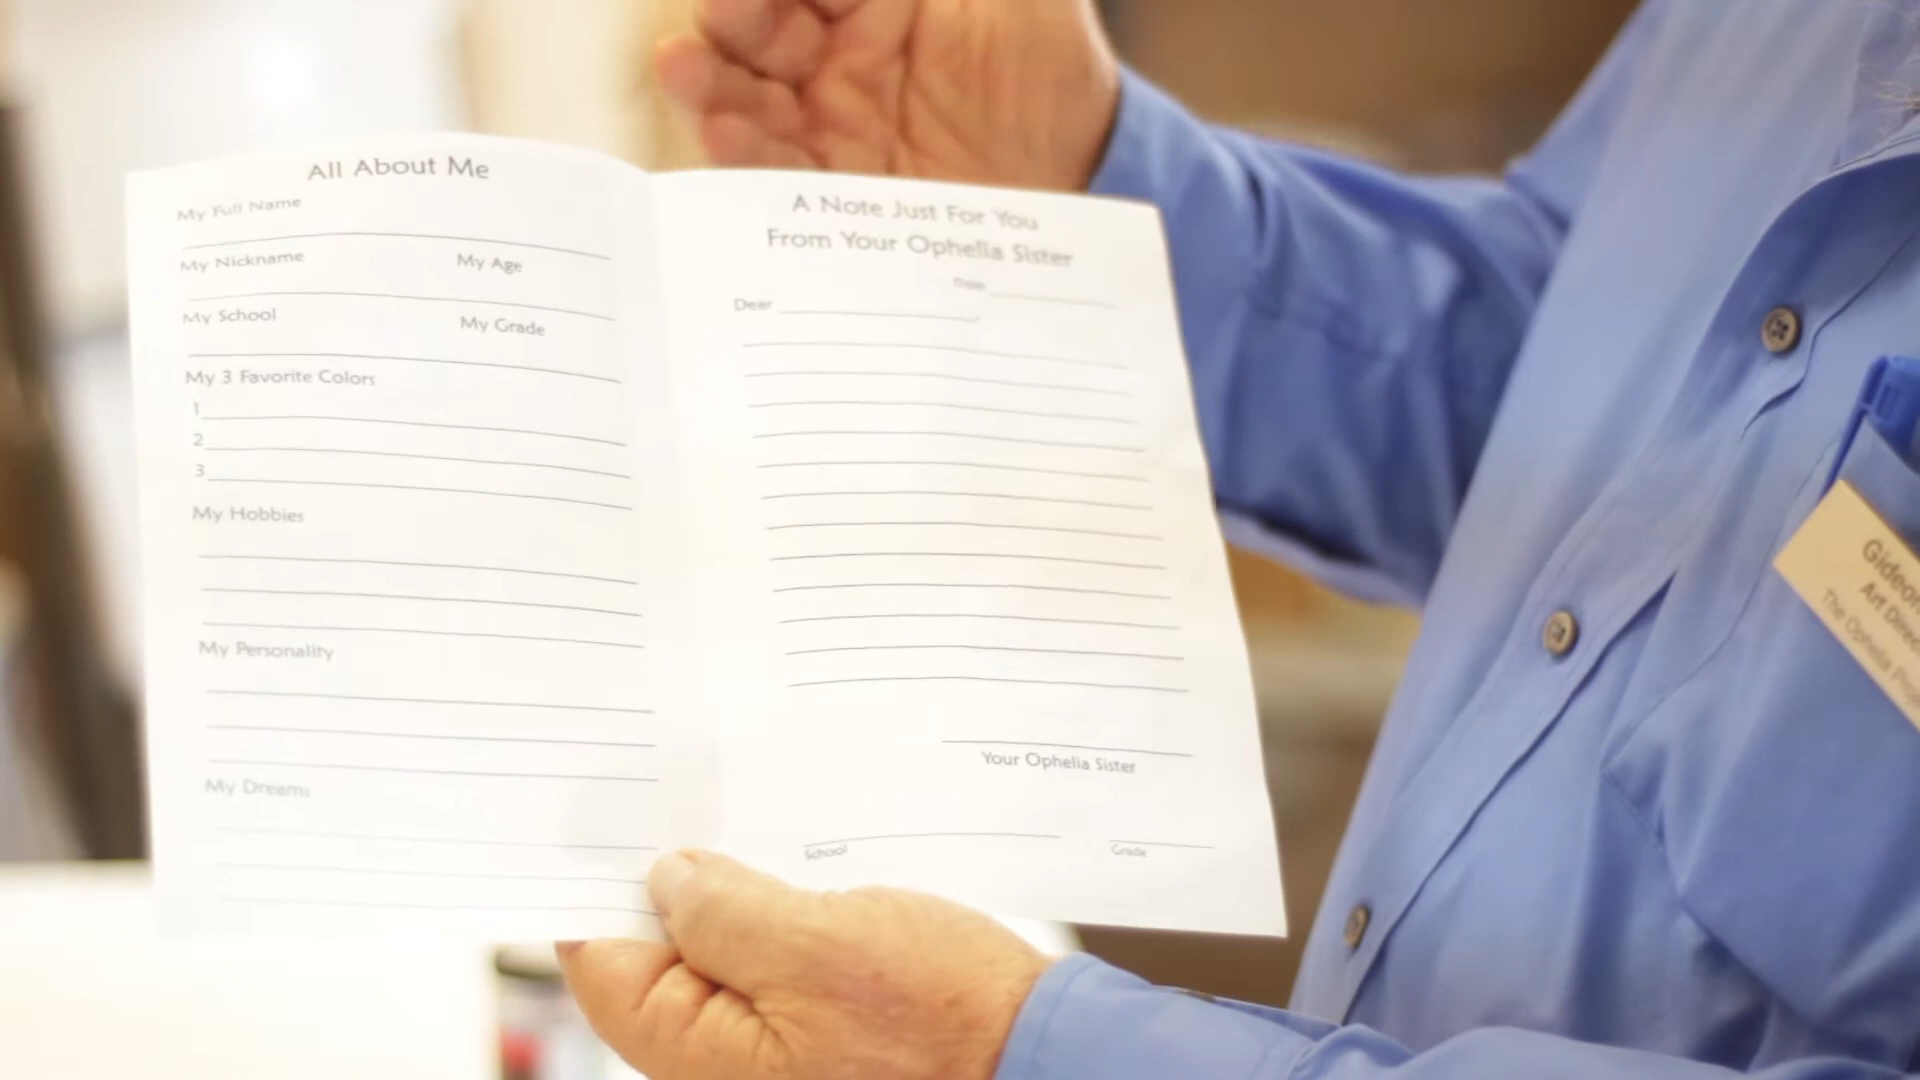 All About Me
My Full Name
My Nickname My Age
My School My Grade
My 3 Favorite Colors
1
2
3
My Hobbies
My Personality
My Dreams
A Note Just For You
From Your Ophelia Sister
Date
Dear
Your Ophelia Sister
School Grade
Gideon
Art
The Ophelia